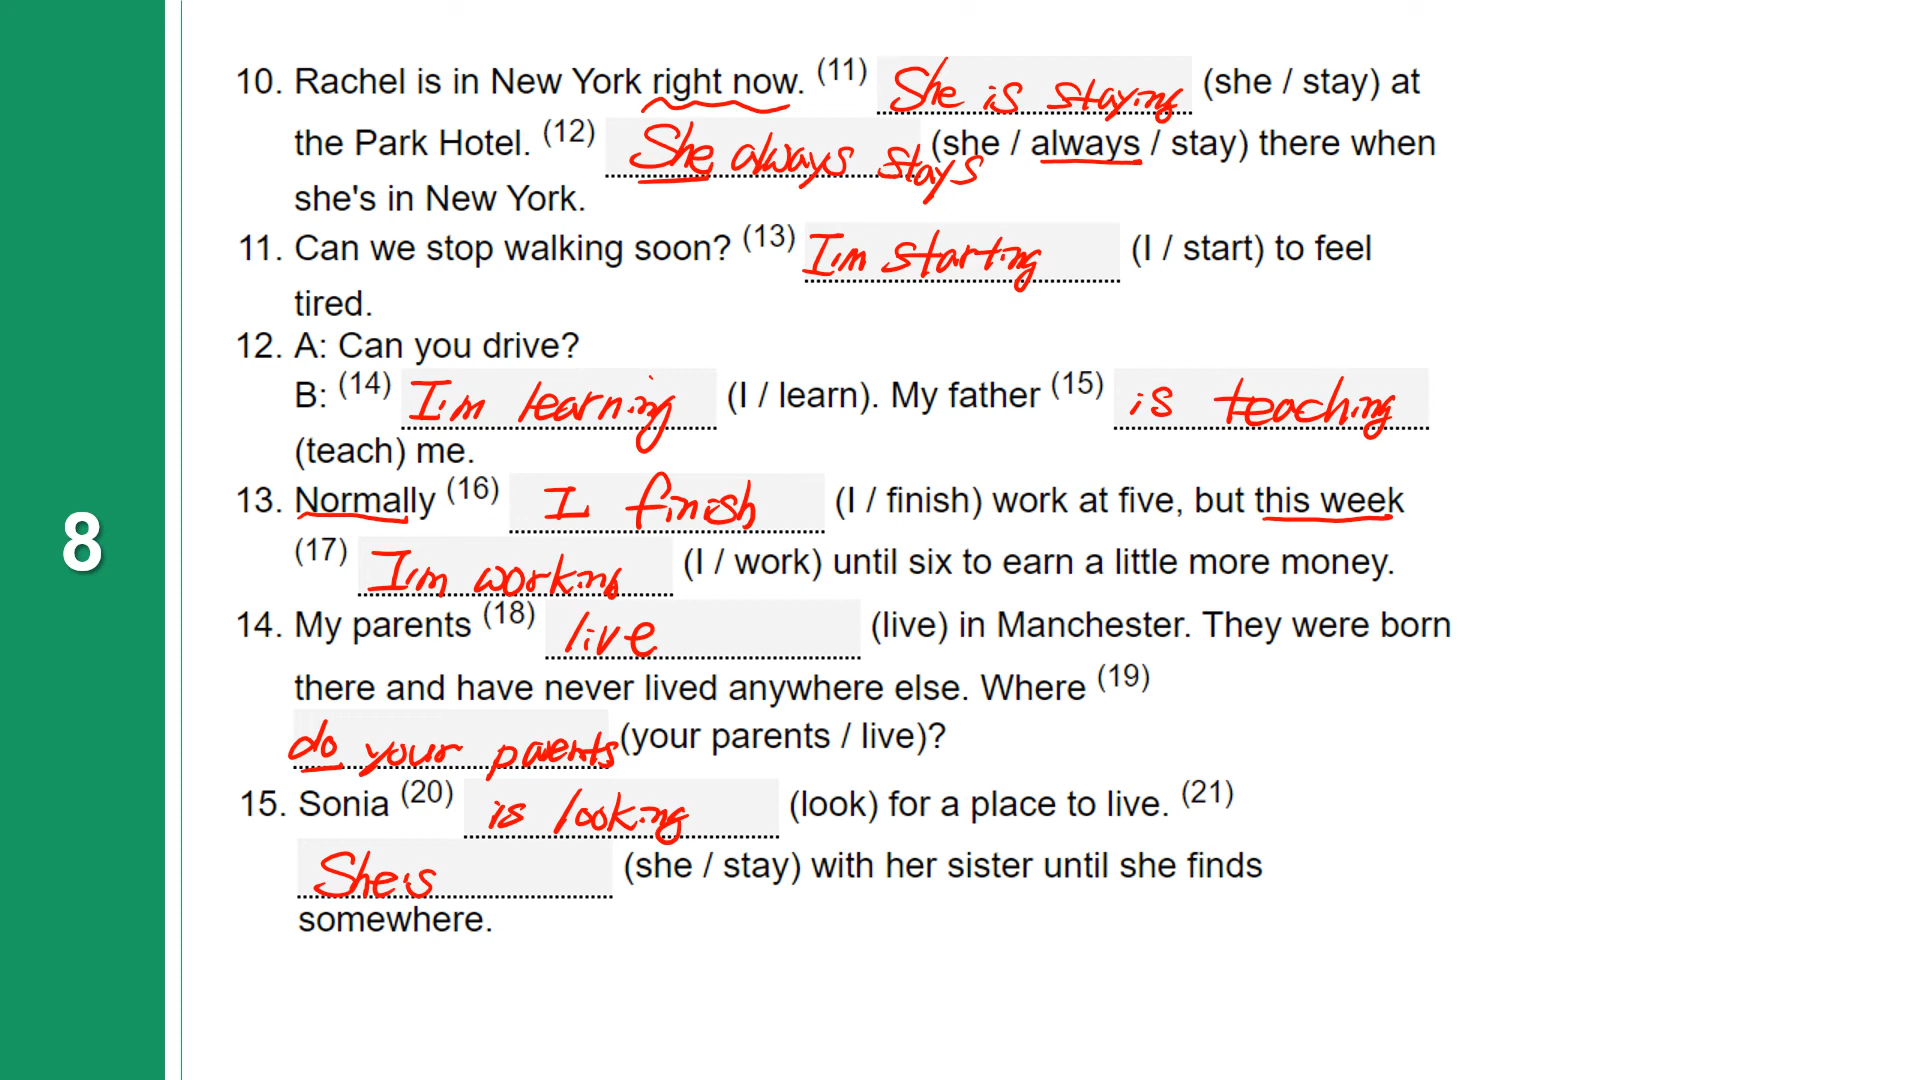 10. Rachel is in New York right now. (11) She is staying (she / stay) at
the Park Hotel. (12) She always stays (she / always / stay) there when
she's in New York.
11. Can we stop walking soon? (13) I'm starting (I / start) to feel
tired.
12. A: Can you drive?
B: (14) I'm learning (I / learn). My father (15) is teaching
(teach) me.
13. Normally (16) I finish (I / finish) work at five, but this week
(17) I'm working (I / work) until six to earn a little more money.
14. My parents (18) live (live) in Manchester. They were born
there and have never lived anywhere else. Where (19)
do your parents (your parents / live)?
15. Sonia (20) is looking (look) for a place to live. (21)
She's (she / stay) with her sister until she finds
somewhere.
8